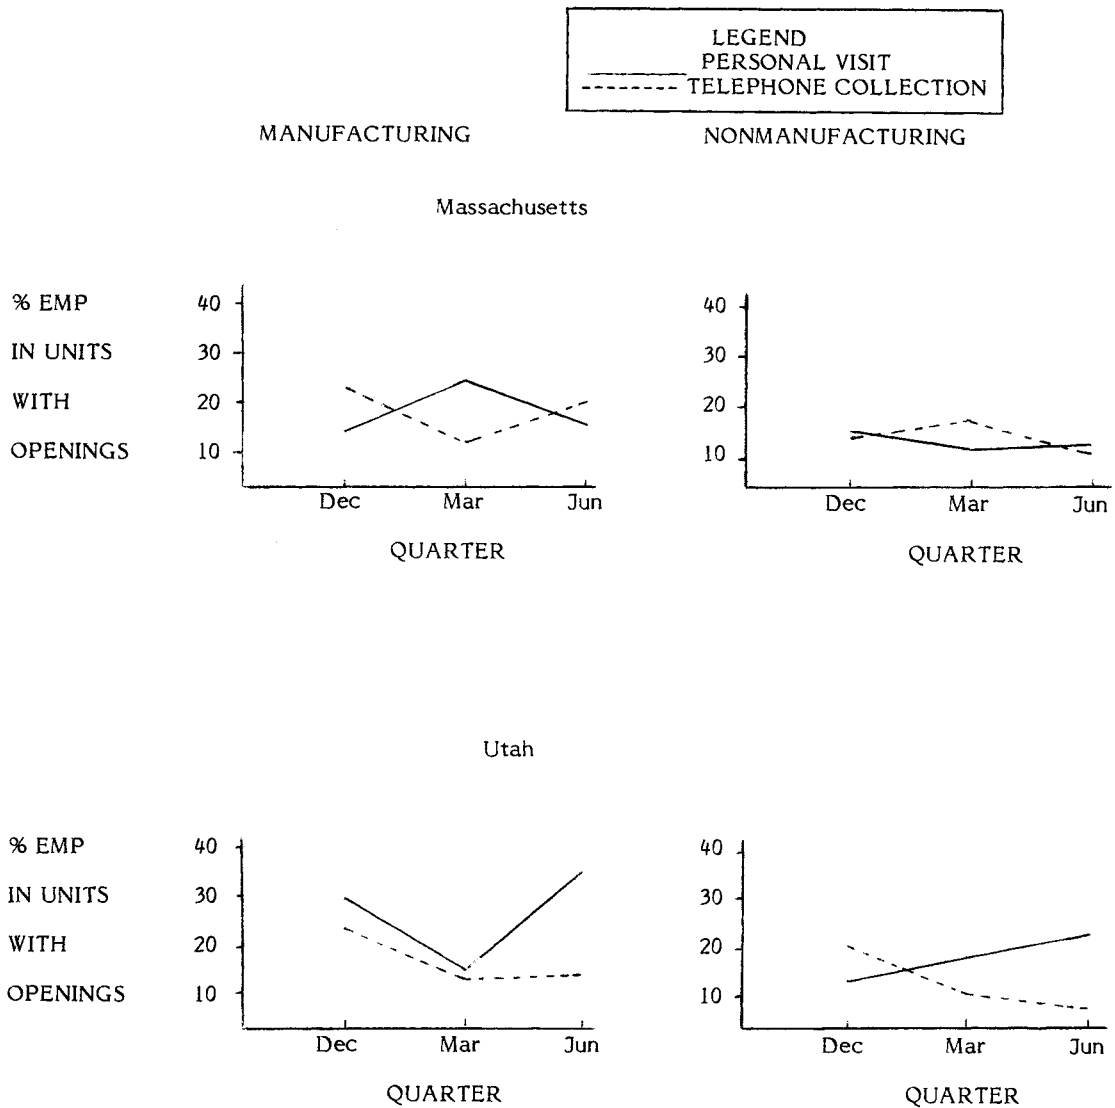 LEGEND
PERSONAL VISIT
TELEPHONE COLLECTION
MANUFACTURING
NONMANUFACTURING
Massachusetts
% EMP
IN UNITS
WITH
OPENINGS
40
30
20
10
Dec Mar Jun
QUARTER
40
30
20
10
Dec Mar Jun
QUARTER
Utah
% EMP
IN UNITS
WITH
OPENINGS
40
30
20
10
Dec Mar Jun
QUARTER
40
30
20
10
Dec Mar Jun
QUARTER